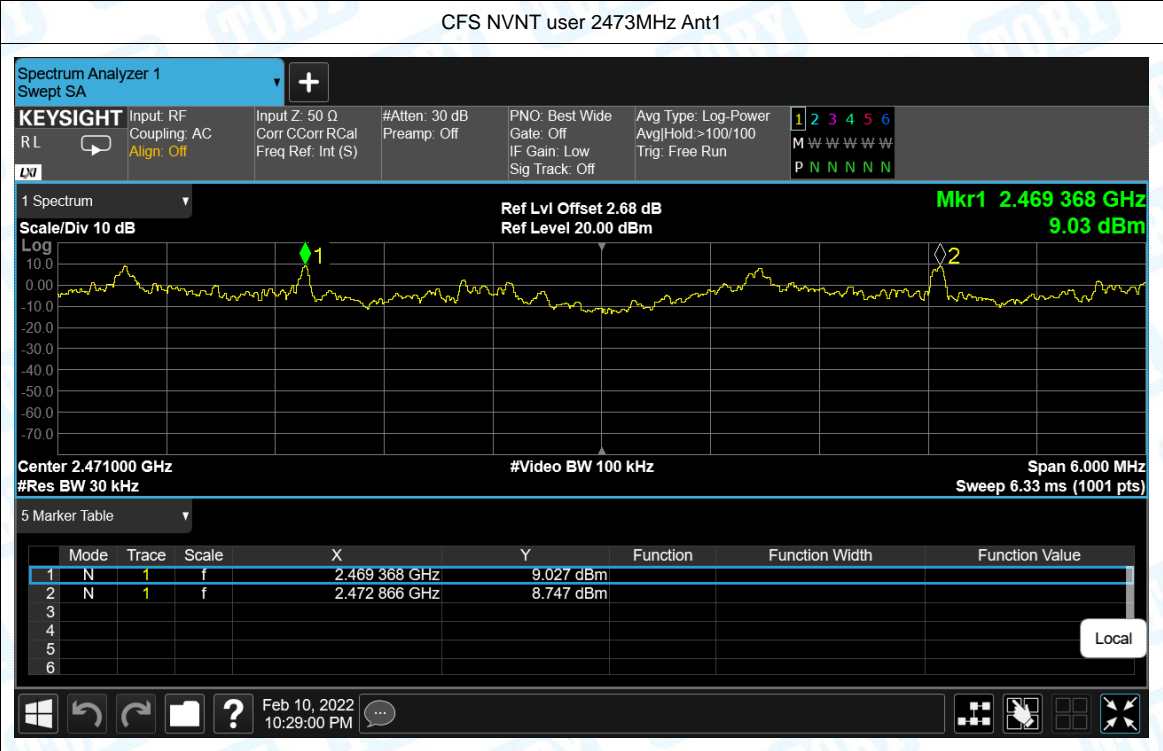 CFS NVNT user 2473MHz Ant1
Spectrum Analyzer 1
Swept SA
KEYSIGHT
R L
LXI
Input: RF
Coupling: AC
Align: Off
Input Z: 50 Ω
Corr CCorr RCal
Freq Ref: Int (S)
#Atten: 30 dB
Preamp: Off
PNO: Best Wide
Gate: Off
IF Gain: Low
Sig Track: Off
Avg Type: Log-Power
Avg|Hold:>100/100
Trig: Free Run
1 2 3 4 5 6
M W W W W W
P N N N N N
1 Spectrum
Scale/Div 10 dB
Ref Lvl Offset 2.68 dB
Ref Level 20.00 dBm
Mkr1 2.469 368 GHz
9.03 dBm
Log
10.0
0.00
-10.0
-20.0
-30.0
-40.0
-50.0
-60.0
-70.0
1
2
Center 2.471000 GHz
#Res BW 30 kHz
#Video BW 100 kHz
Span 6.000 MHz
Sweep 6.33 ms (1001 pts)
5 Marker Table
Mode Trace Scale X Y Function Function Width Function Value
1 N 1 f 2.469 368 GHz 9.027 dBm
2 N 1 f 2.472 866 GHz 8.747 dBm
3
4
5
6
Local
?
Feb 10, 2022
10:29:00 PM
TOBY